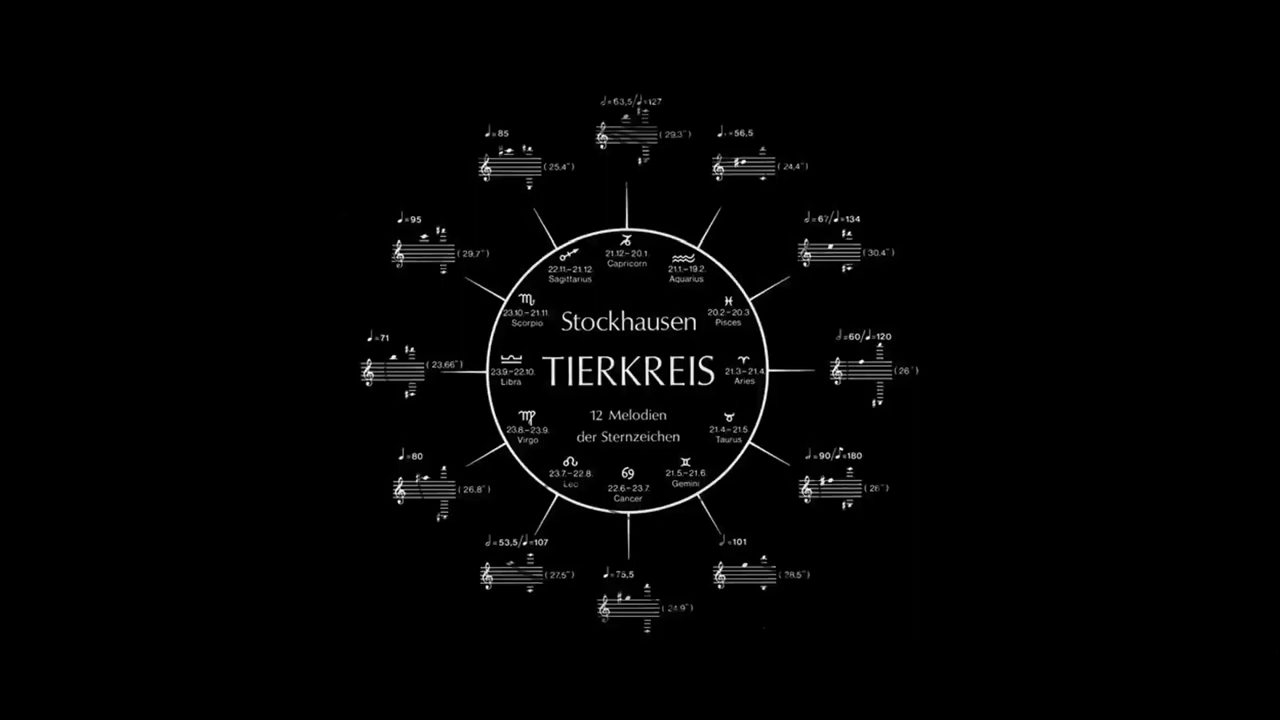 𝅗𝅥=63,5/♩=127
(29.3")
♩=85
(25,4")
♩.=56,5
(24,4")
♩=95
(29,7")
𝅗𝅥=67/♩=134
(30.4")
21.12.–20.1.
Capricorn
22.11.–21.12.
Sagittarius
21.1.–19.2.
Aquarius
23.10.–21.11.
Scorpio
20.2–20.3
Pisces
Stockhausen
♩=71
(23,66")
𝅗𝅥=60/♩=120
(26")
23.9.–22.10.
Libra
TIERKREIS
21.3–21.4.
Aries
12 Melodien
der Sternzeichen
23.8.–23.9.
Virgo
21.4–21.5
Taurus
♩=80
(26,8")
𝅗𝅥=90/♪=180
(26")
23.7.–22.8.
Leo
22.6–23.7.
Cancer
21.5.–21.6.
Gemini
𝅗𝅥=53,5/♩=107
(27.5")
♩=75,5
(24.9")
𝅗𝅥=101
(28,5")